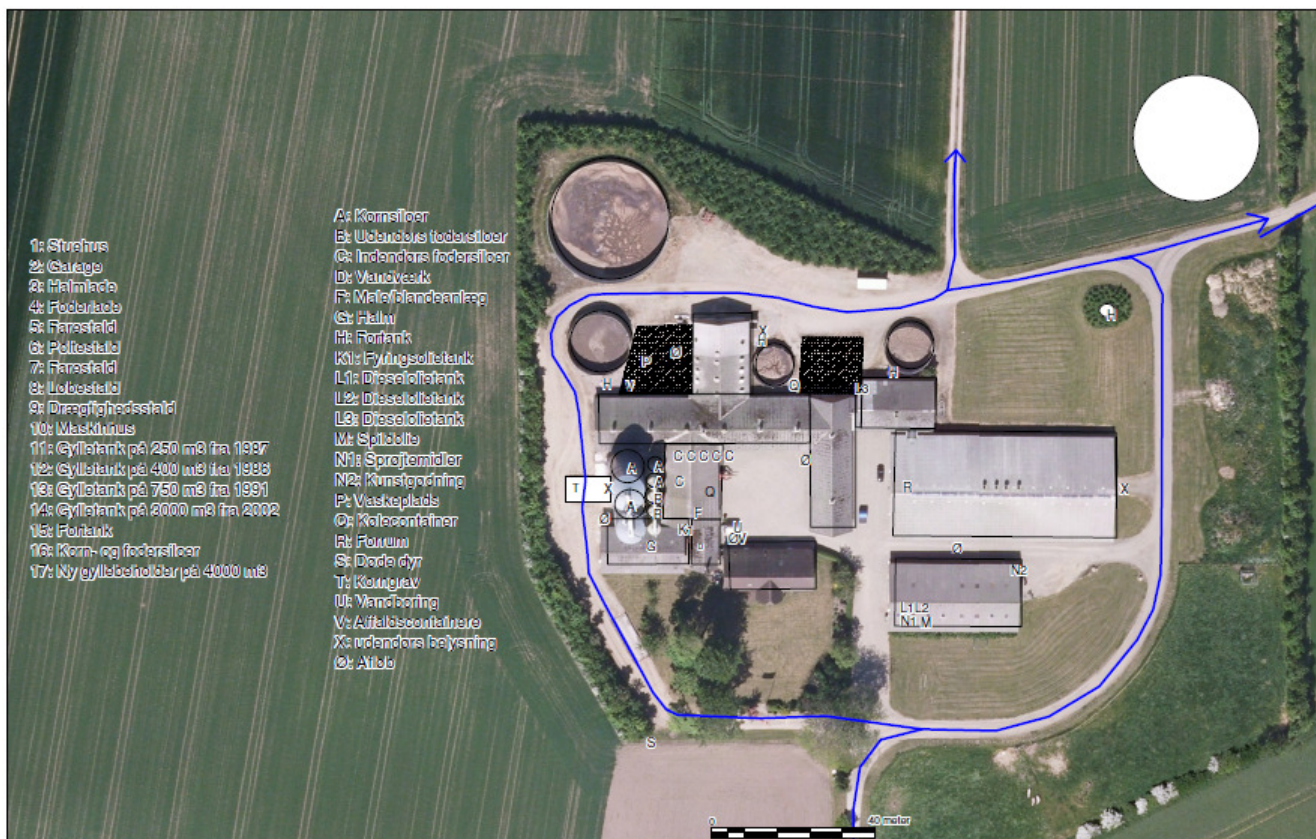 1: Stuehus
2: Garage
3: Halmlade
4: Foderlade
5: Farestald
6: Poltestald
7: Farestald
8: Løbestald
9: Drægtighedsstald
10: Maskinhus
11: Gylletank på 250 m3 fra 1987
12: Gylletank på 400 m3 fra 1986
13: Gylletank på 750 m3 fra 1991
14: Gylletank på 3000 m3 fra 2002
15: Fortank
16: Korn- og fodersiloer
17: Ny gyllebeholder på 4000 m3
A: Kornsiloer
B: Udendørs fodersiloer
C: Indendørs fodersiloer
D: Vandværk
F: Male/blandeanlæg
G: Halm
H: Fortank
K1: Fyringsolietank
L1: Dieselolietank
L2: Dieselolietank
L3: Dieselolietank
M: Spildolie
N1: Sprøjtemidler
N2: Kunstgødning
P: Vaskeplads
Q: Kølecontainer
R: Forrum
S: Døde dyr
T: Korngrav
U: Vandboring
V: Affaldscontainere
X: udendørs belysning
Ø: Afløb
H
X
H
P
Ø
H
V
Q
L3
H
C C C C C
Ø
A
A
C
T
X
A
R
X
Q
B
A
B
F
Ø
K1
U
ØV
G
Ø
N2
L1 L2
N1 M
S
0
40 meter